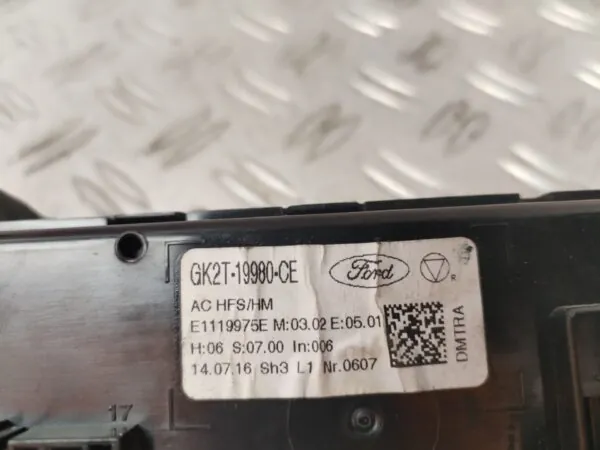 GK2T-19980-CE
Ford
R
AC HFS/HM
E1119975E M:03.02 E:05.01
H:06 S:07.00 In:006
14.07.16 Sh3 L1 Nr.0607
DMTRA
17